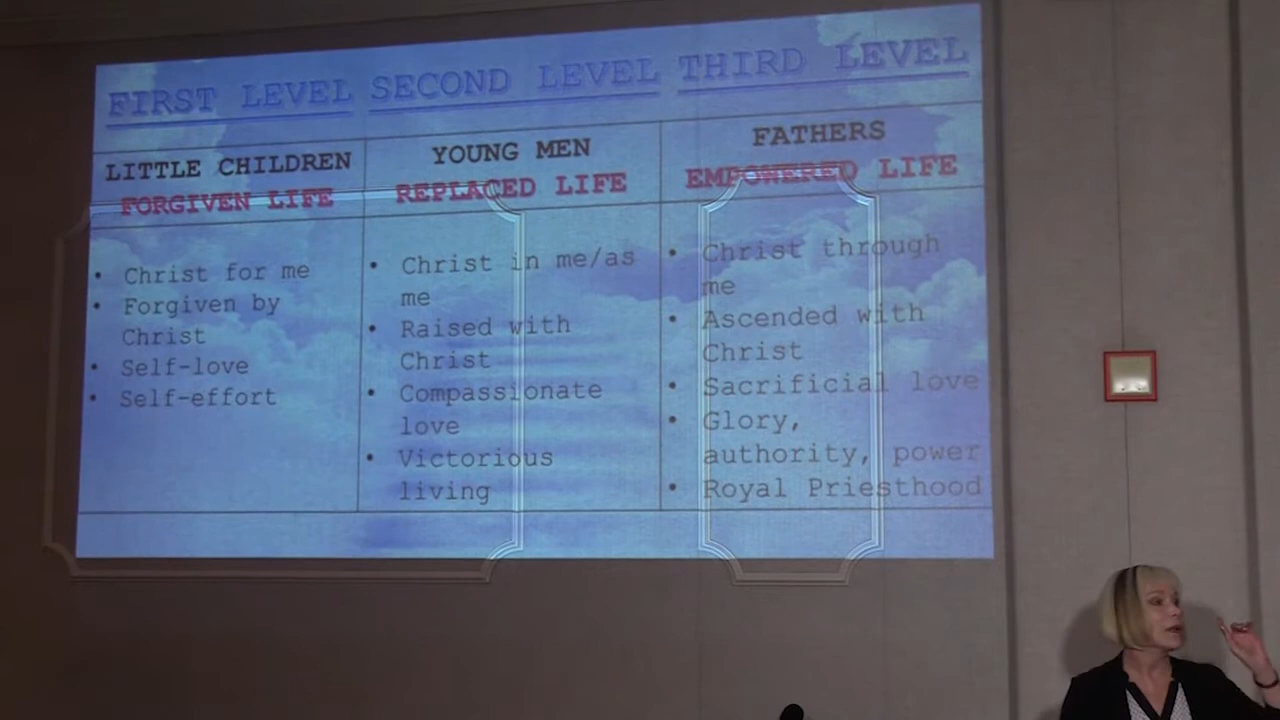 FIRST LEVEL
LITTLE CHILDREN
FORGIVEN LIFE
• Christ for me
• Forgiven by
Christ
• Self-love
• Self-effort
SECOND LEVEL
YOUNG MEN
REPLACED LIFE
• Christ in me/as
me
• Raised with
Christ
• Compassionate
love
• Victorious
living
THIRD LEVEL
FATHERS
EMPOWERED LIFE
• Christ through
me
• Ascended with
Christ
• Sacrificial love
• Glory,
authority, power
• Royal Priesthood